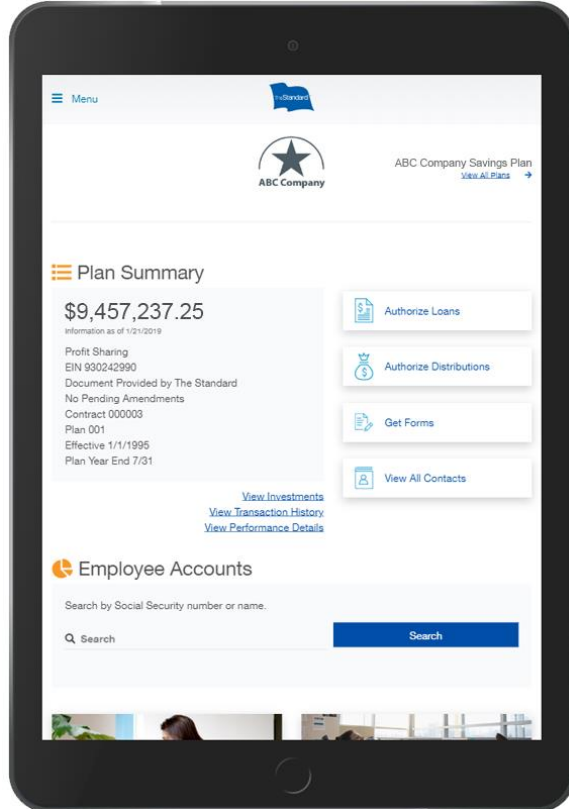 Menu
TheStandard
ABC Company
ABC Company Savings Plan
View All Plans
Plan Summary
$9,457,237.25
Information as of 1/21/2019
Profit Sharing
EIN 930242990
Document Provided by The Standard
No Pending Amendments
Contract 000003
Plan 001
Effective 1/1/1995
Plan Year End 7/31
Authorize Loans
Authorize Distributions
Get Forms
View All Contacts
View Investments
View Transaction History
View Performance Details
Employee Accounts
Search by Social Security number or name.
Search
Search